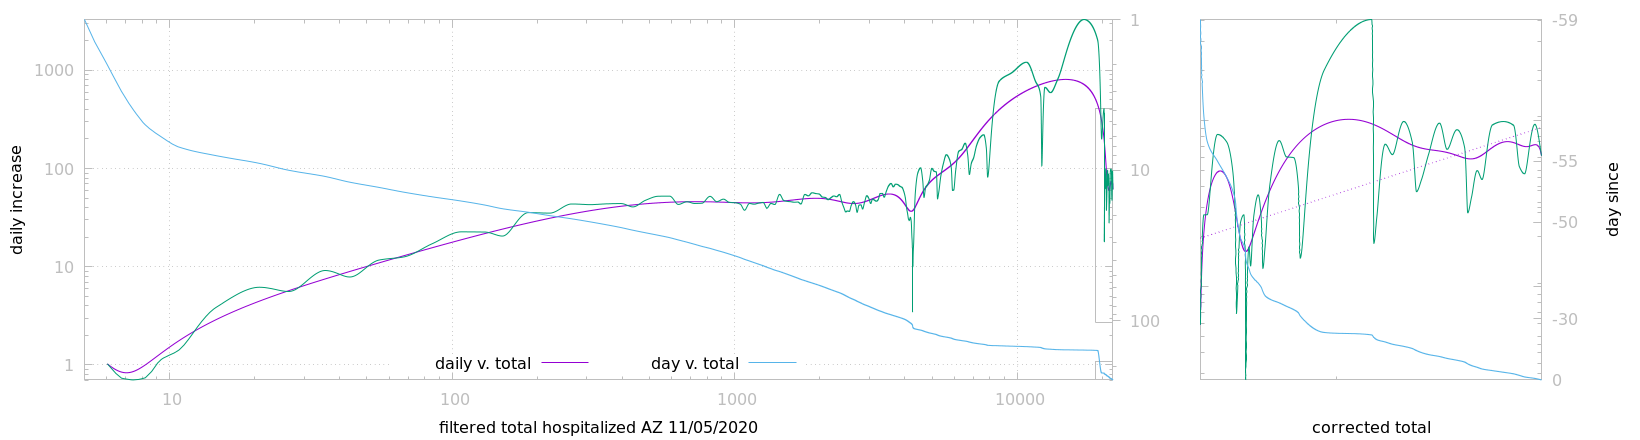 1000
100
10
1
daily increase
10
100
1000
10000
filtered total hospitalized AZ 11/05/2020
daily v. total
day v. total
1
10
100
-59
-55
-50
-30
0
day since
corrected total